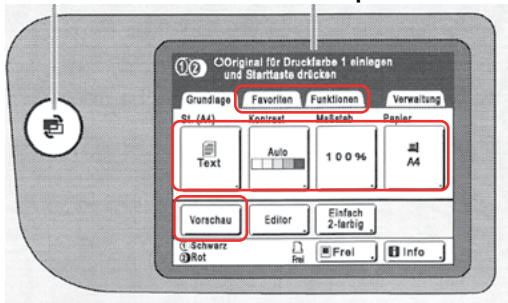 ①② Original für Druckfarbe 1 einlegen
und Starttaste drücken
Grundlage Favoriten Funktionen Verwaltung
St. (A4) Kontrast Maßstab Papier
Text Auto 100% A4
Vorschau Editor Einfach
2-farbig
① Schwarz
② Rot Frei Frei Info